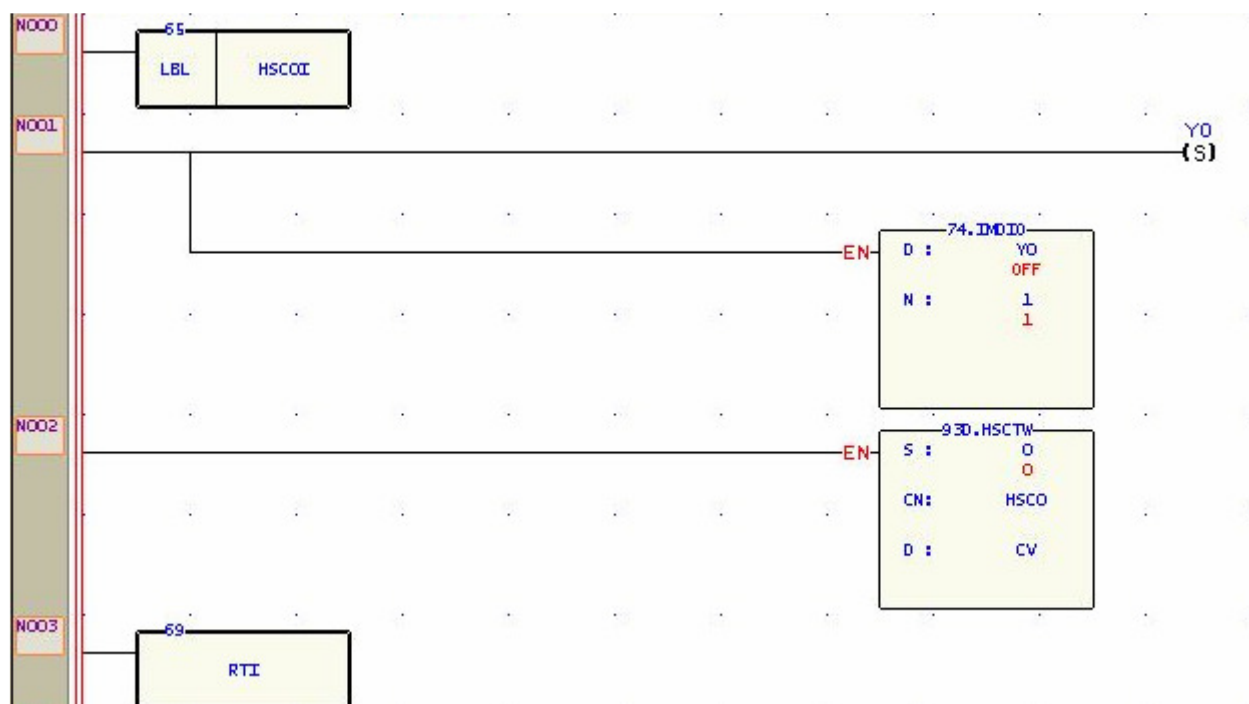 N000
65
LBL HSC0I
N001
Y0
(S)
74.IMDIO
EN D : Y0
OFF
N : 1
1
N002
93D.HSCTW
EN S : 0
0
CN: HSC0
D : CV
N003
69
RTI